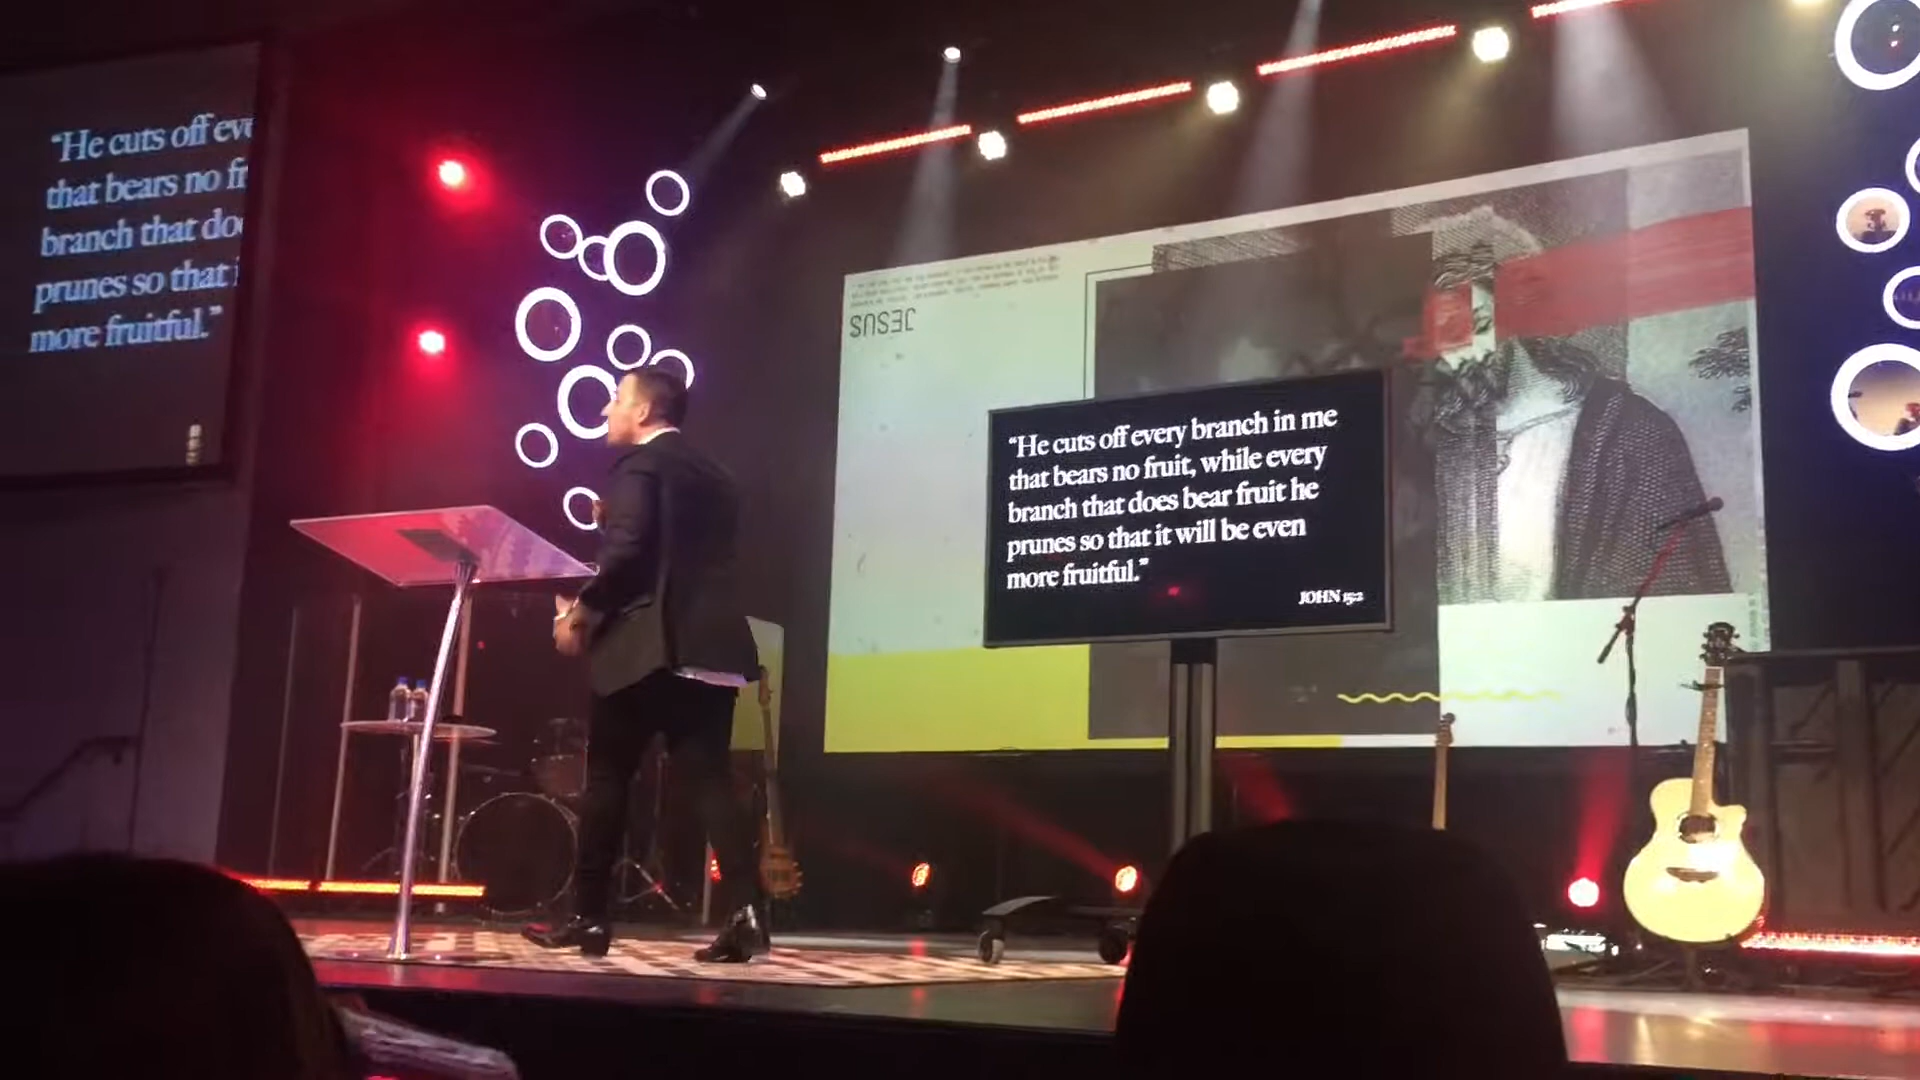 “He cuts off eve
that bears no fr
branch that do
prunes so that i
more fruitful.”
JESUS
“He cuts off every branch in me
that bears no fruit, while every
branch that does bear fruit he
prunes so that it will be even
more fruitful.”
JOHN 15:2